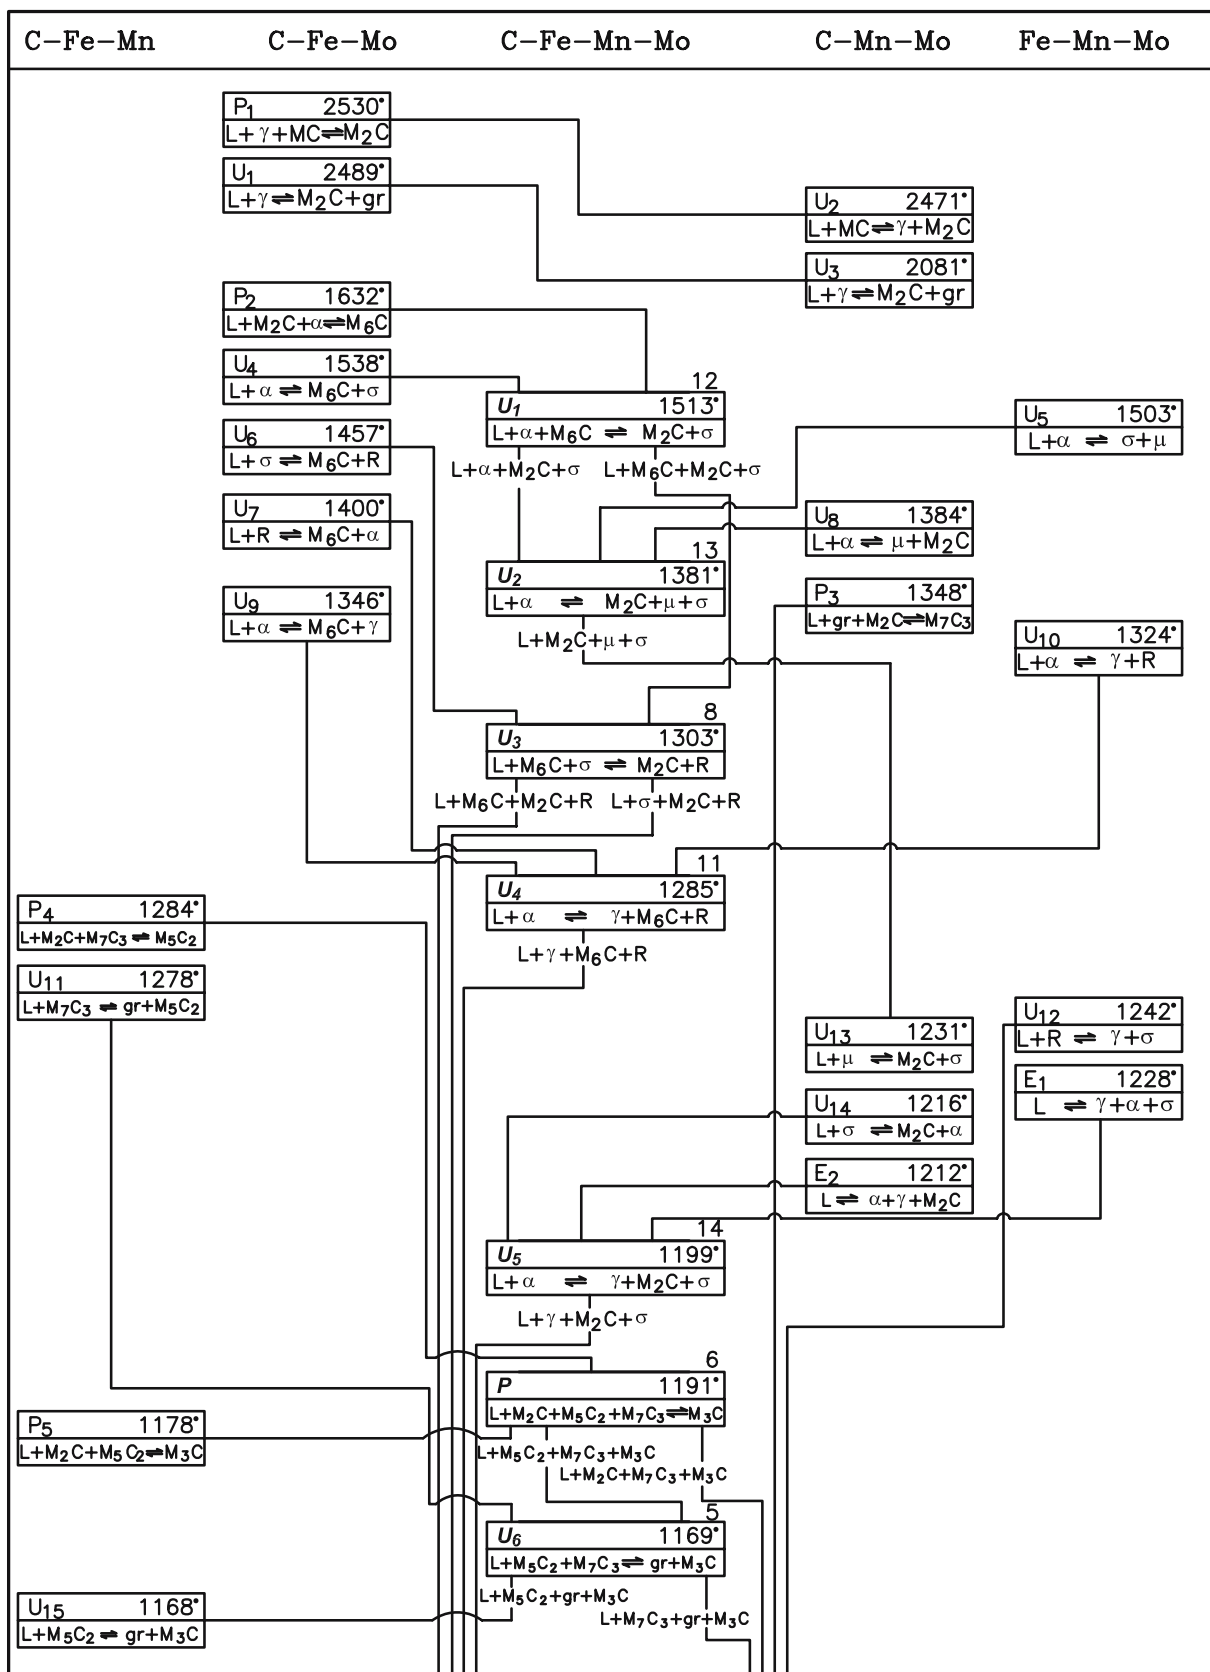 C-Fe-Mn C-Fe-Mo C-Fe-Mn-Mo C-Mn-Mo Fe-Mn-Mo
P₁ 2530°
L+γ+MC⇌M₂C
U₁ 2489°
L+γ⇌M₂C+gr
U₂ 2471°
L+MC⇌γ+M₂C
U₃ 2081°
L+γ⇌M₂C+gr
P₂ 1632°
L+M₂C+α⇌M₆C
U₄ 1538°
L+α⇌M₆C+σ
12
U₁ 1513°
L+α+M₆C⇌M₂C+σ
L+α+M₂C+σ L+M₆C+M₂C+σ
U₅ 1503°
L+α⇌σ+μ
U₆ 1457°
L+σ⇌M₆C+R
U₇ 1400°
L+R⇌M₆C+α
U₈ 1384°
L+α⇌μ+M₂C
13
U₂ 1381°
L+α⇌M₂C+μ+σ
L+M₂C+μ+σ
P₃ 1348°
L+gr+M₂C⇌M₇C₃
U₉ 1346°
L+α⇌M₆C+γ
U₁₀ 1324°
L+α⇌γ+R
8
U₃ 1303°
L+M₆C+σ⇌M₂C+R
L+M₆C+M₂C+R L+σ+M₂C+R
11
U₄ 1285°
L+α⇌γ+M₆C+R
L+γ+M₆C+R
P₄ 1284°
L+M₂C+M₇C₃⇌M₅C₂
U₁₁ 1278°
L+M₇C₃⇌gr+M₅C₂
U₁₂ 1242°
L+R⇌γ+σ
U₁₃ 1231°
L+μ⇌M₂C+σ
E₁ 1228°
L⇌γ+α+σ
U₁₄ 1216°
L+σ⇌M₂C+α
E₂ 1212°
L⇌α+γ+M₂C
14
U₅ 1199°
L+α⇌γ+M₂C+σ
L+γ+M₂C+σ
6
P 1191°
L+M₂C+M₅C₂+M₇C₃⇌M₃C
L+M₅C₂+M₇C₃+M₃C
L+M₂C+M₇C₃+M₃C
P₅ 1178°
L+M₂C+M₅C₂⇌M₃C
5
U₆ 1169°
L+M₅C₂+M₇C₃⇌gr+M₃C
L+M₅C₂+gr+M₃C
L+M₇C₃+gr+M₃C
U₁₅ 1168°
L+M₅C₂⇌gr+M₃C